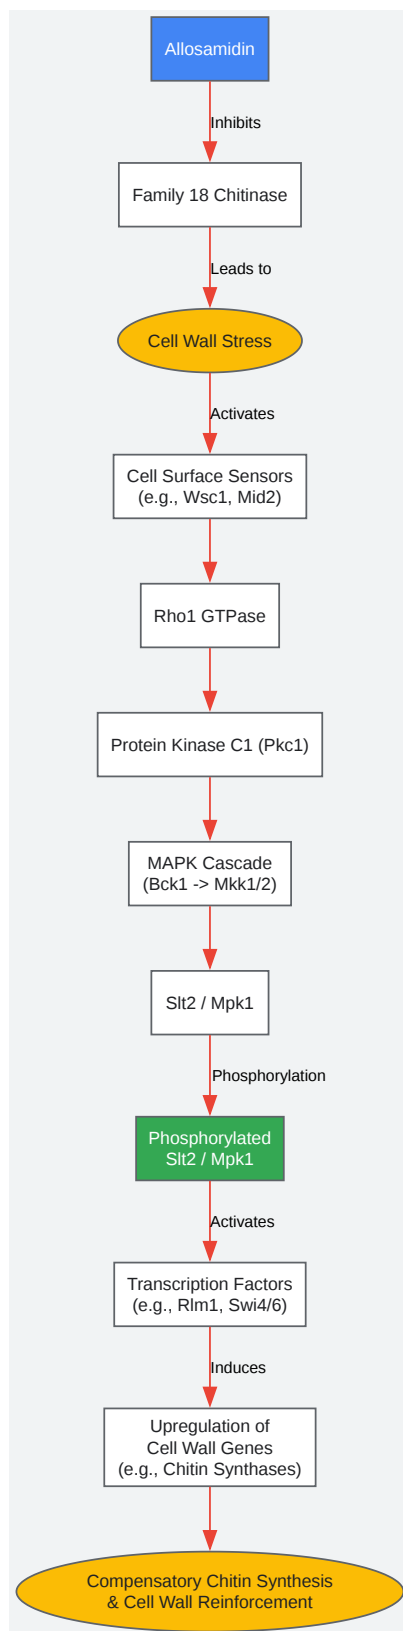 Allosamidin
Inhibits
Family 18 Chitinase
Leads to
Cell Wall Stress
Activates
Cell Surface Sensors
(e.g., Wsc1, Mid2)
Rho1 GTPase
Protein Kinase C1 (Pkc1)
MAPK Cascade
(Bck1 -> Mkk1/2)
Slt2 / Mpk1
Phosphorylation
Phosphorylated
Slt2 / Mpk1
Activates
Transcription Factors
(e.g., Rlm1, Swi4/6)
Induces
Upregulation of
Cell Wall Genes
(e.g., Chitin Synthases)
Compensatory Chitin Synthesis
& Cell Wall Reinforcement